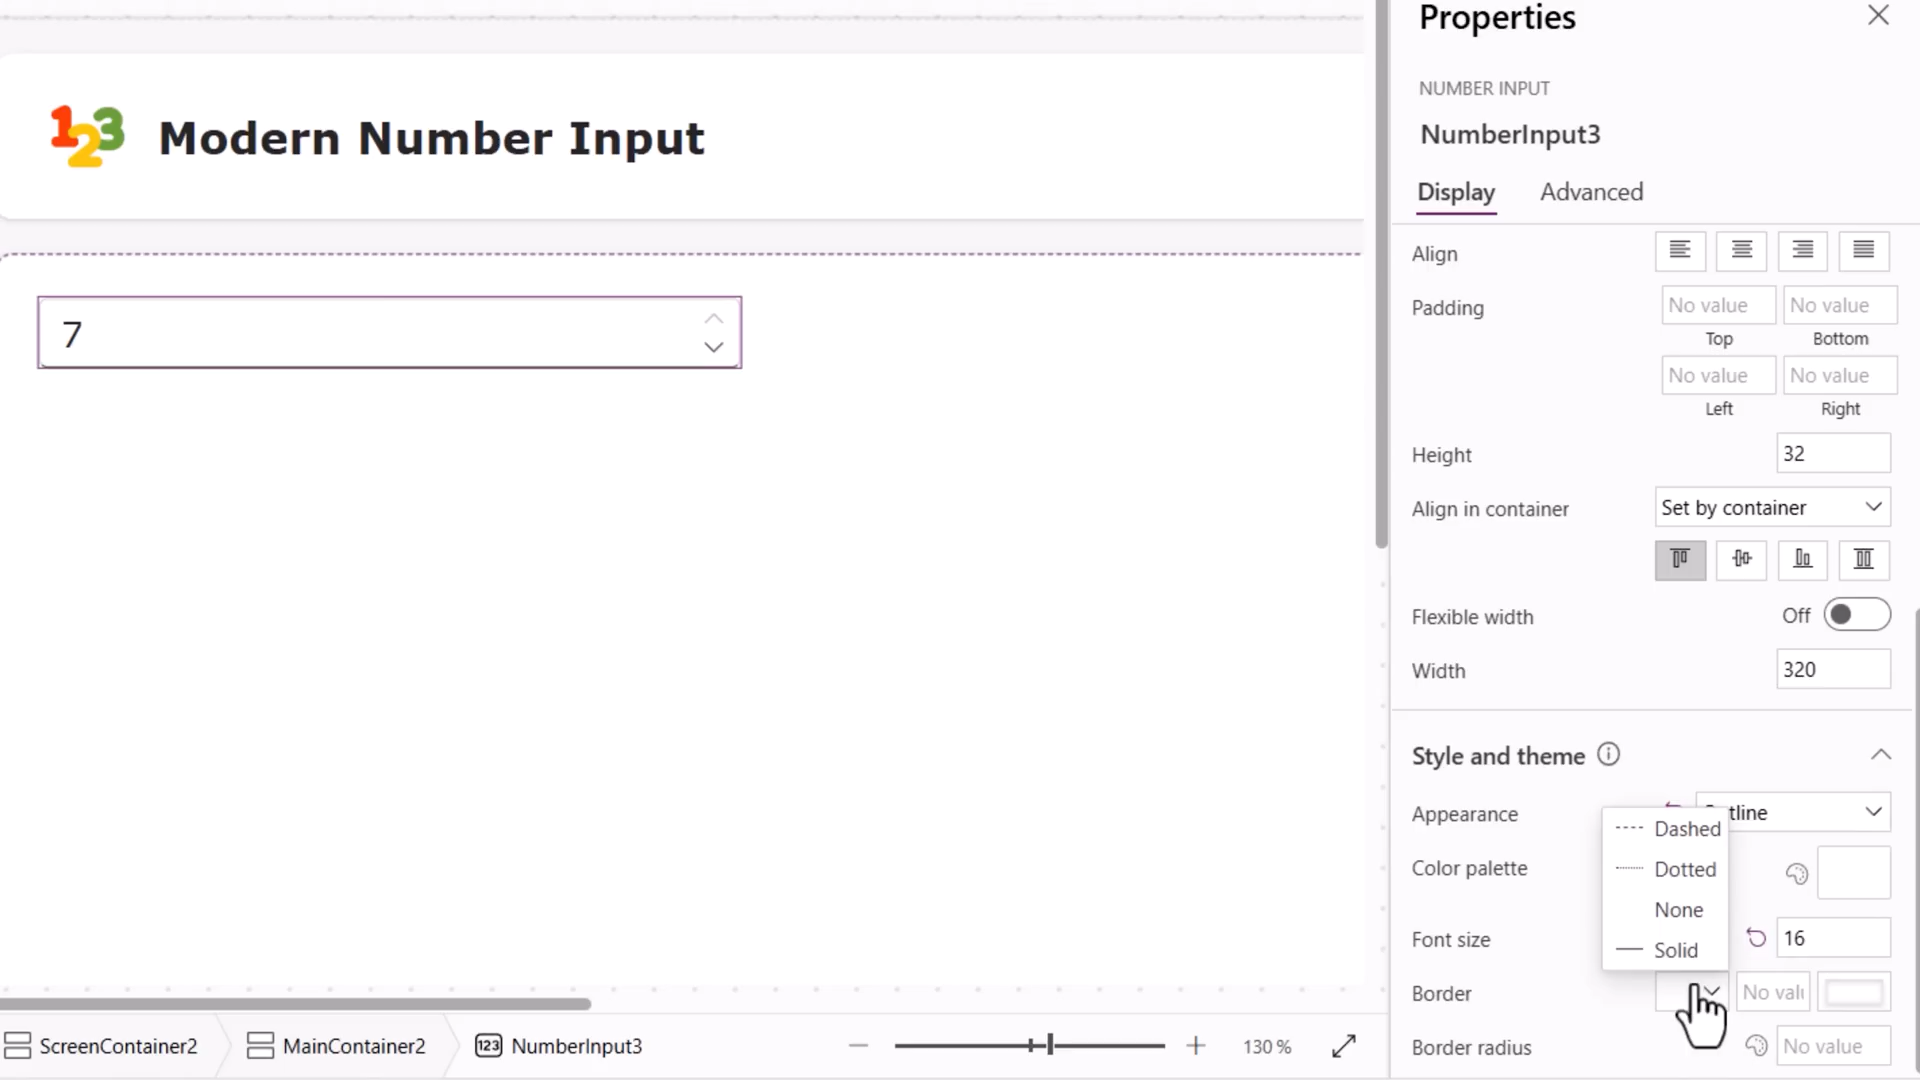 Modern Number Input
7
ScreenContainer2
MainContainer2
123
NumberInput3
130 %
Properties
NUMBER INPUT
NumberInput3
Display Advanced
Align
Padding
No value No value
Top Bottom
No value No value
Left Right
Height 32
Align in container Set by container
Flexible width Off
Width 320
Style and theme
Appearance tline
Color palette
Font size 16
Border No valu
Border radius No value
Dashed
Dotted
None
Solid